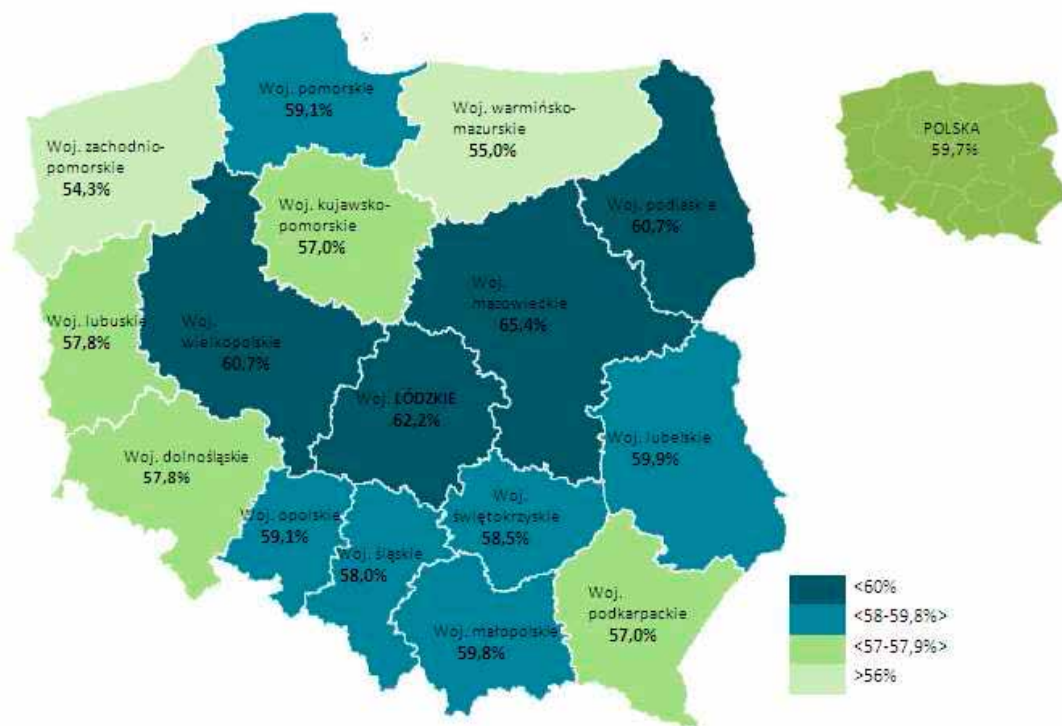 Woj. pomorskie
59,1%
Woj. warmińsko-
mazurskie
55,0%
POLSKA
59,7%
Woj. zachodnio-
pomorskie
54,3%
Woj. kujawsko-
pomorskie
57,0%
Woj. podlaskie
60,7%
Woj.
mazowieckie
65,4%
Woj. lubuskie
57,8%
Woj.
wielkopolskie
60,7%
Woj. ŁÓDZKIE
62,2%
Woj. lubelskie
59,9%
Woj. dolnośląskie
57,8%
Woj. opolskie
59,1%
Woj. śląskie
58,0%
Woj.
świętokrzyskie
58,5%
Woj. małopolskie
59,8%
Woj.
podkarpackie
57,0%
<60%
<58-59,8%>
<57-57,9%>
>56%